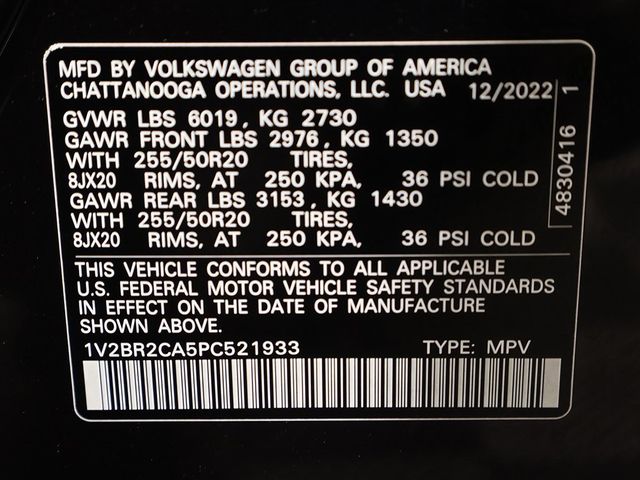 MFD BY VOLKSWAGEN GROUP OF AMERICA
CHATTANOOGA OPERATIONS, LLC. USA 12/2022
GVWR LBS 6019, KG 2730
GAWR FRONT LBS 2976, KG 1350
WITH 255/50R20 TIRES,
8JX20 RIMS, AT 250 KPA, 36 PSI COLD
GAWR REAR LBS 3153, KG 1430
WITH 255/50R20 TIRES,
8JX20 RIMS, AT 250 KPA, 36 PSI COLD
4830416 1
THIS VEHICLE CONFORMS TO ALL APPLICABLE
U.S. FEDERAL MOTOR VEHICLE SAFETY STANDARDS
IN EFFECT ON THE DATE OF MANUFACTURE
SHOWN ABOVE.
1V2BR2CA5PC521933 TYPE: MPV